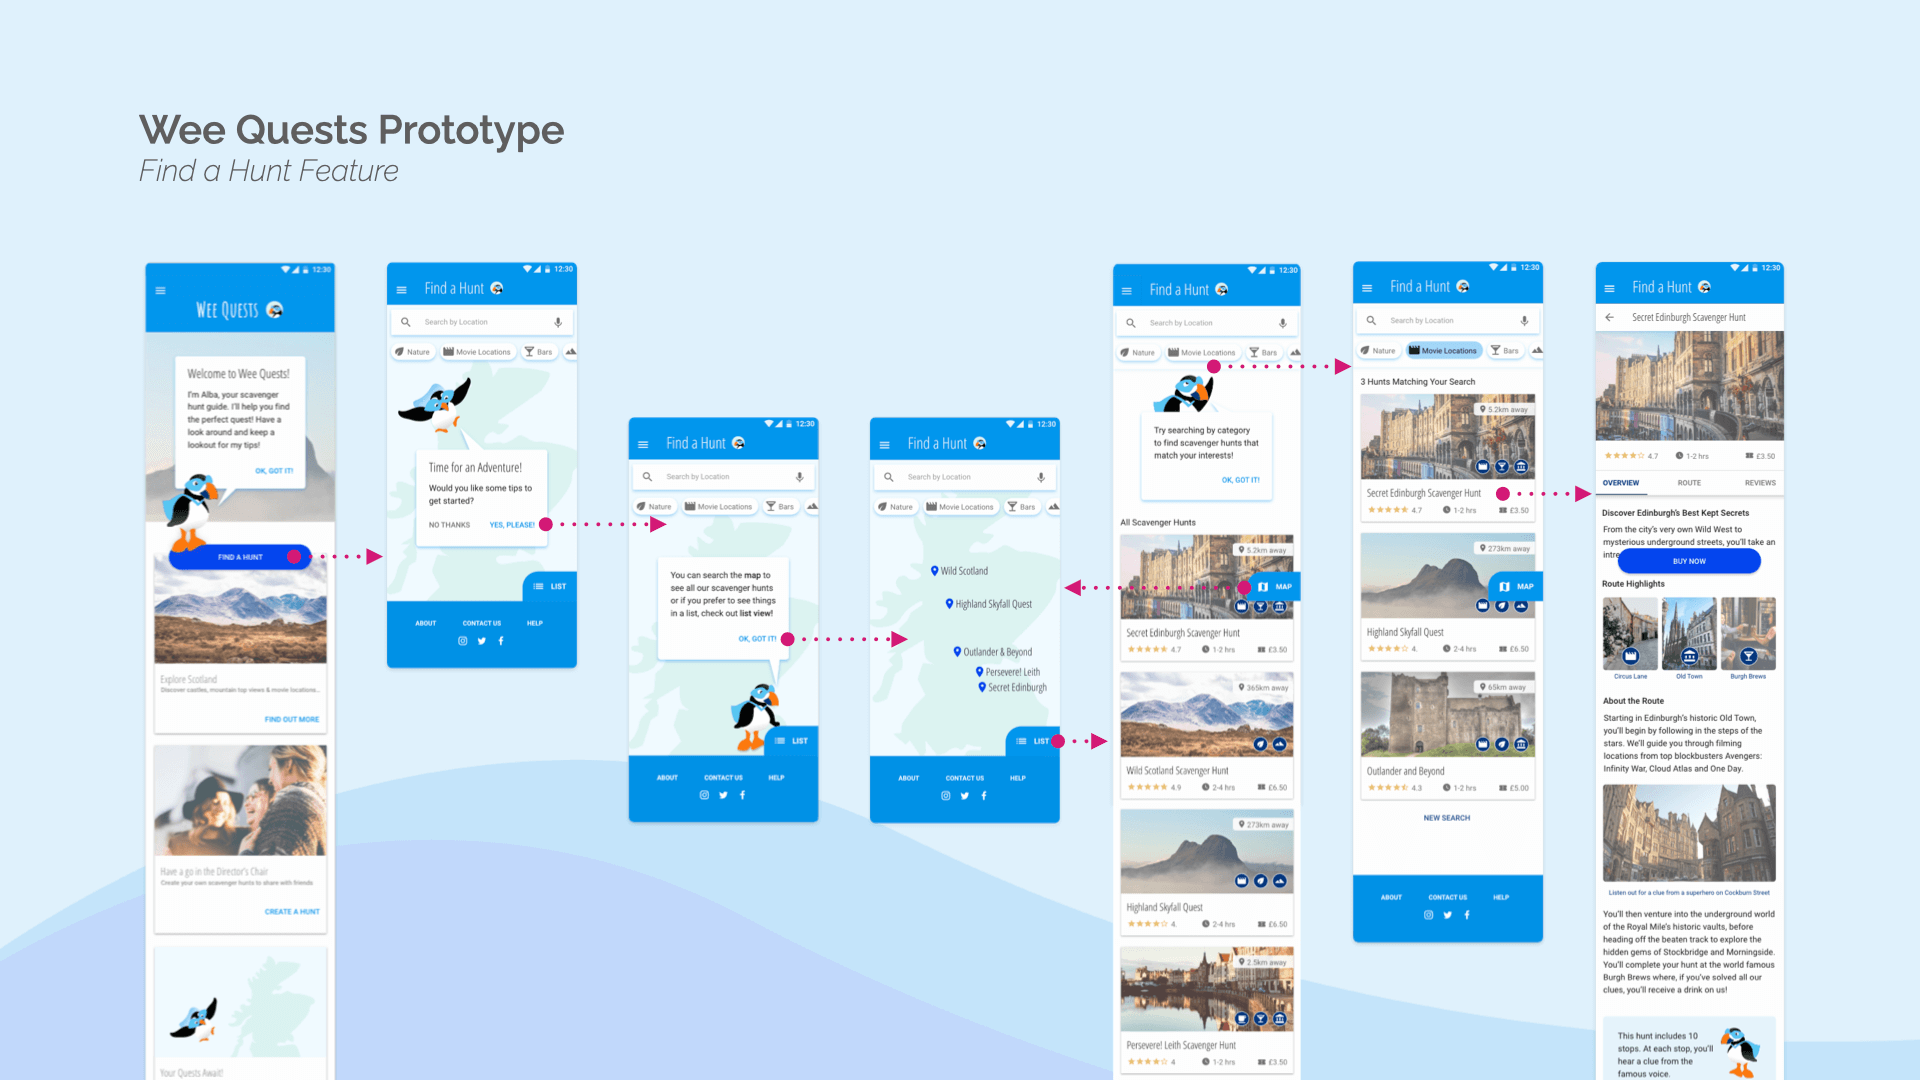 Wee Quests Prototype
Find a Hunt Feature
12:30
WEE QUESTS
Welcome to Wee Quests!
I'm Alba, your scavenger
hunt guide. I'll help you find
the perfect quest! Have a
look around and keep a
lookout for my tips!
OK, GOT IT!
FIND A HUNT
Explore Scotland
Discover castles, mountain top views & movie locations...
FIND OUT MORE
Have a go in the Director's Chair
Create your own scavenger hunts to share with friends
CREATE A HUNT
Your Quests Await!
12:30
Find a Hunt
Search by Location
Nature Movie Locations Bars
Time for an Adventure!
Would you like some tips to
get started?
NO THANKS YES, PLEASE!
LIST
ABOUT CONTACT US HELP
12:30
Find a Hunt
Search by Location
Nature Movie Locations Bars
You can search the map to
see all our scavenger hunts
or if you prefer to see things
in a list, check out list view!
OK, GOT IT!
LIST
ABOUT CONTACT US HELP
12:30
Find a Hunt
Search by Location
Nature Movie Locations Bars
Wild Scotland
Highland Skyfall Quest
Outlander & Beyond
Persevere! Leith
Secret Edinburgh
LIST
ABOUT CONTACT US HELP
12:30
Find a Hunt
Search by Location
Nature Movie Locations Bars
Try searching by category
to find scavenger hunts that
match your interests!
OK, GOT IT!
All Scavenger Hunts
5.2km away
MAP
Secret Edinburgh Scavenger Hunt
4.7 1-2 hrs £3.50
365km away
Wild Scotland Scavenger Hunt
4.9 2-4 hrs £6.50
273km away
Highland Skyfall Quest
4. 2-4 hrs £6.50
2.5km away
Persevere! Leith Scavenger Hunt
4 1-2 hrs £3.50
12:30
Find a Hunt
Search by Location
Nature Movie Locations Bars
3 Hunts Matching Your Search
5.2km away
Secret Edinburgh Scavenger Hunt
4.7 1-2 hrs £3.50
273km away
MAP
Highland Skyfall Quest
4. 2-4 hrs £6.50
65km away
Outlander and Beyond
4.3 1-2 hrs £5.00
NEW SEARCH
ABOUT CONTACT US HELP
12:30
Find a Hunt
Secret Edinburgh Scavenger Hunt
4.7 1-2 hrs £3.50
OVERVIEW ROUTE REVIEWS
Discover Edinburgh's Best Kept Secrets
From the city's very own Wild West to
mysterious underground streets, you'll take an
intre
BUY NOW
Route Highlights
Circus Lane Old Town Burgh Brews
About the Route
Starting in Edinburgh's historic Old Town,
you'll begin by following in the steps of the
stars. We'll guide you through filming
locations from top blockbusters Avengers:
Infinity War, Cloud Atlas and One Day.
Listen out for a clue from a superhero on Cockburn Street
You'll then venture into the underground world
of the Royal Mile's historic vaults, before
heading off the beaten track to explore the
hidden gems of Stockbridge and Morningside.
You'll complete your hunt at the world famous
Burgh Brews where, if you've solved all our
clues, you'll receive a drink on us!
This hunt includes 10
stops. At each stop, you'll
hear a clue from the
famous voice.